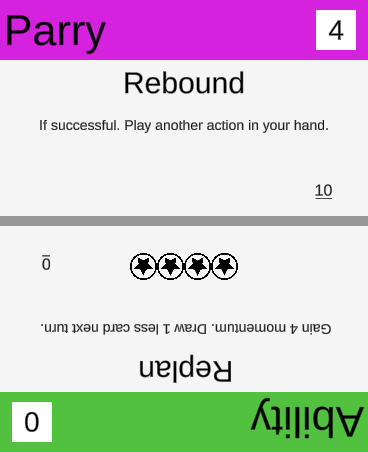 Parry 4
Rebound
If successful. Play another action in your hand.
10
Ability 0
Replan
Gain 4 momentum. Draw 1 less card next turn.
0